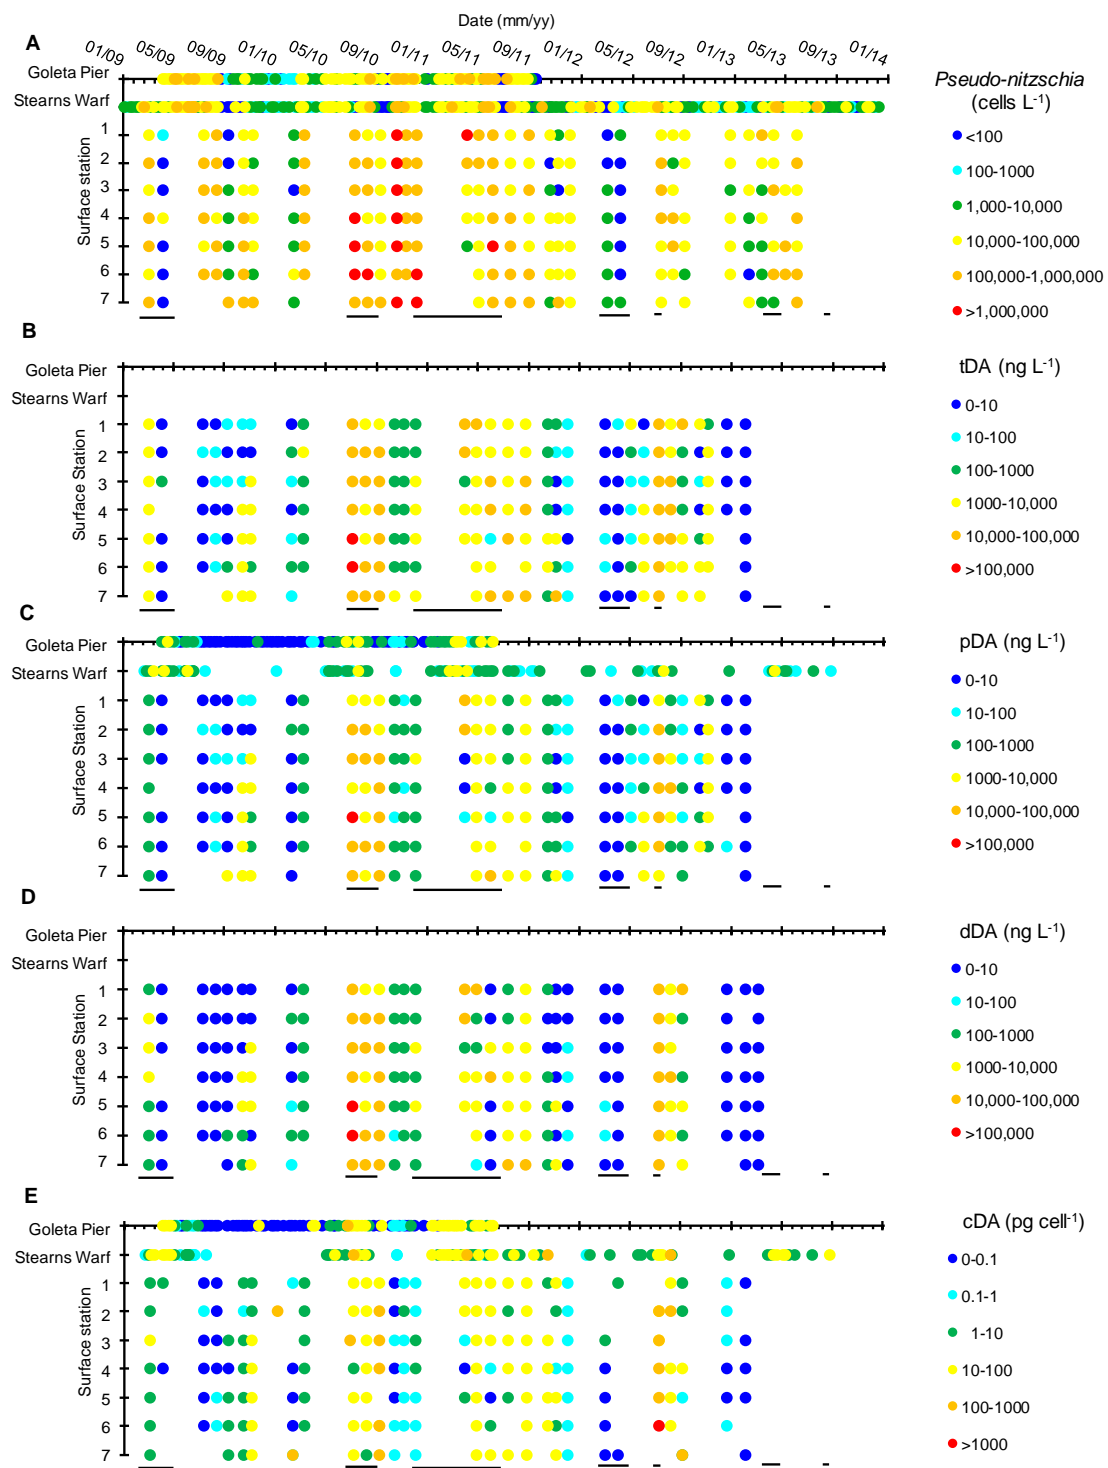 Date (mm/yy)
A
01/09 05/09 09/09 01/10 05/10 09/10 01/11 05/11 09/11 01/12 05/12 09/12 01/13 05/13 09/13 01/14
Goleta Pier
Stearns Warf
Surface station
1
2
3
4
5
6
7
Pseudo-nitzschia
(cells L-1)
<100
100-1000
1,000-10,000
10,000-100,000
100,000-1,000,000
>1,000,000
B
Goleta Pier
Stearns Warf
Surface Station
1
2
3
4
5
6
7
tDA (ng L-1)
0-10
10-100
100-1000
1000-10,000
10,000-100,000
>100,000
C
Goleta Pier
Stearns Warf
Surface Station
1
2
3
4
5
6
7
pDA (ng L-1)
0-10
10-100
100-1000
1000-10,000
10,000-100,000
>100,000
D
Goleta Pier
Stearns Warf
Surface Station
1
2
3
4
5
6
7
dDA (ng L-1)
0-10
10-100
100-1000
1000-10,000
10,000-100,000
>100,000
E
Goleta Pier
Stearns Warf
Surface station
1
2
3
4
5
6
7
cDA (pg cell-1)
0-0.1
0.1-1
1-10
10-100
100-1000
>1000